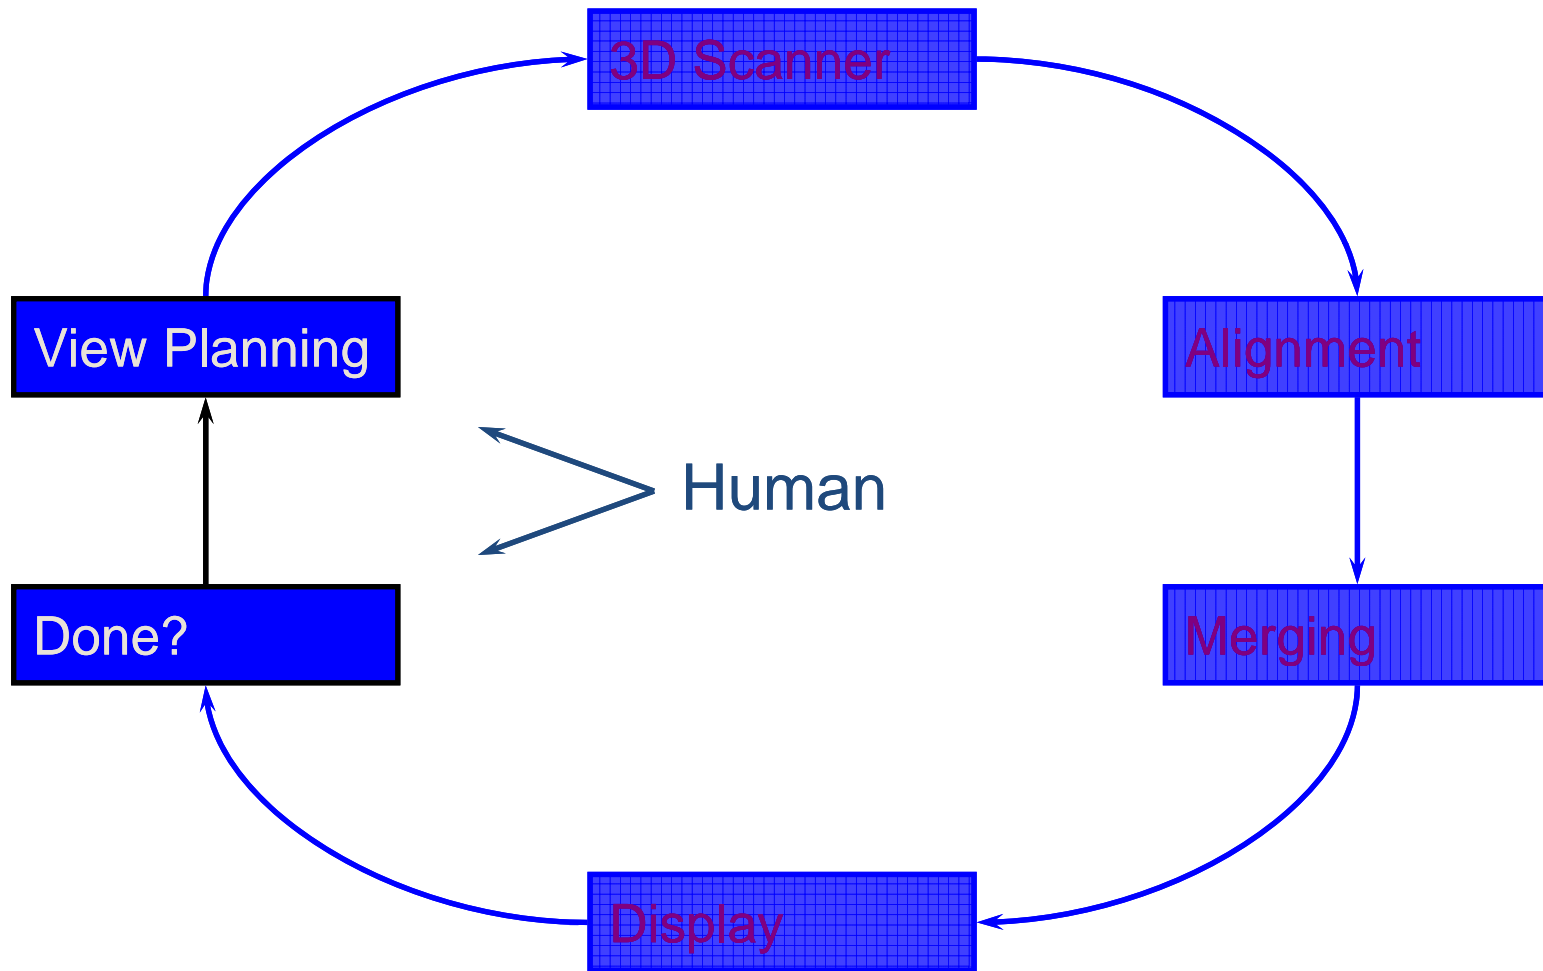 3D Scanner
View Planning
Alignment
Human
Done?
Merging
Display